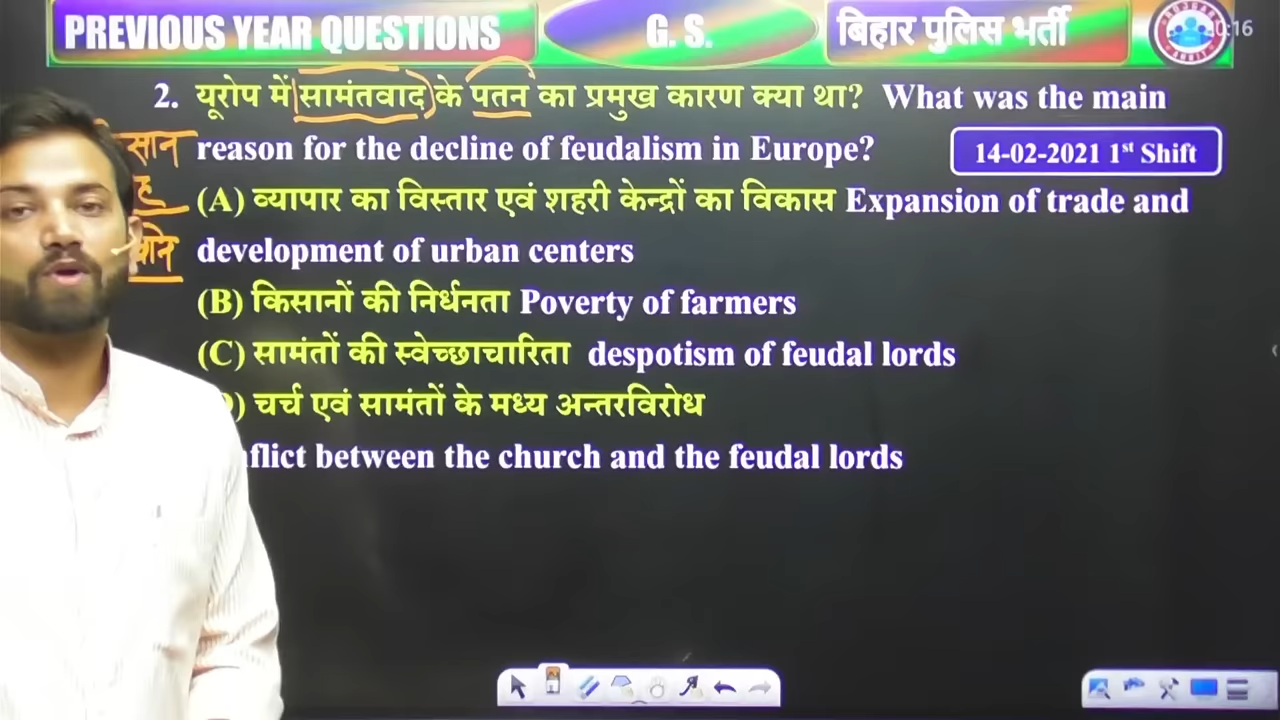 PREVIOUS YEAR QUESTIONS G. S. बिहार पुलिस भर्ती
2. यूरोप में सामंतवाद के पतन का प्रमुख कारण क्या था? What was the main
reason for the decline of feudalism in Europe? 14-02-2021 1st Shift
(A) व्यापार का विस्तार एवं शहरी केन्द्रों का विकास Expansion of trade and
development of urban centers
(B) किसानों की निर्धनता Poverty of farmers
(C) सामंतों की स्वेच्छाचारिता despotism of feudal lords
) चर्च एवं सामंतों के मध्य अन्तरविरोध
between the church and the feudal lords